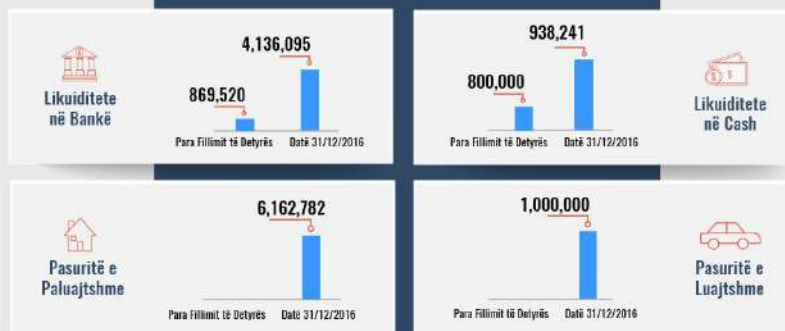 Likuiditete
në Bankë
869,520
4,136,095
Para Fillimit të Detyrës Datë 31/12/2016
800,000
938,241
Para Fillimit të Detyrës Datë 31/12/2016
Likuiditete
në Cash
Pasuritë e
Paluajtshme
6,162,782
Para Fillimit të Detyrës Datë 31/12/2016
1,000,000
Para Fillimit të Detyrës Datë 31/12/2016
Pasuritë e
Luajtshme